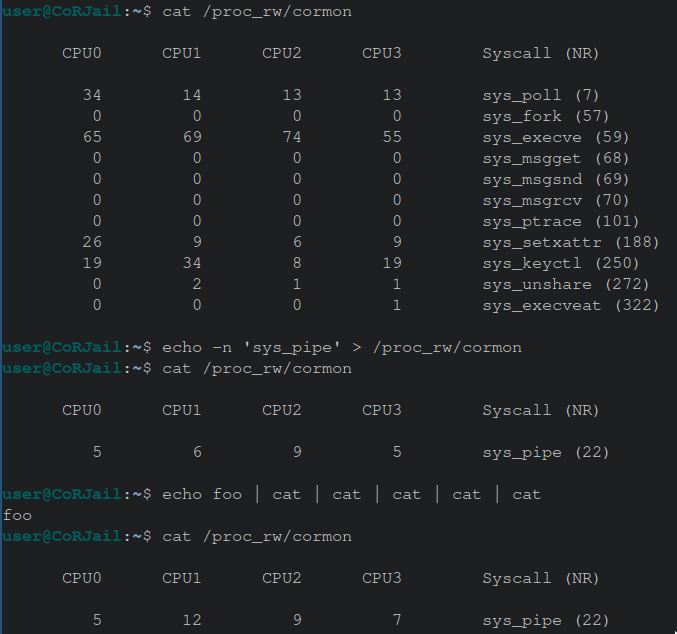 user@CoRJail:~$ cat /proc_rw/cormon
CPU0 CPU1 CPU2 CPU3 Syscall (NR)
34 14 13 13 sys_poll (7)
0 0 0 0 sys_fork (57)
65 69 74 55 sys_execve (59)
0 0 0 0 sys_msgget (68)
0 0 0 0 sys_msgsnd (69)
0 0 0 0 sys_msgrcv (70)
0 0 0 0 sys_ptrace (101)
26 9 6 9 sys_setxattr (188)
19 34 8 19 sys_keyctl (250)
0 2 1 1 sys_unshare (272)
0 0 0 1 sys_execveat (322)
user@CoRJail:~$ echo -n 'sys_pipe' > /proc_rw/cormon
user@CoRJail:~$ cat /proc_rw/cormon
CPU0 CPU1 CPU2 CPU3 Syscall (NR)
5 6 9 5 sys_pipe (22)
user@CoRJail:~$ echo foo | cat | cat | cat | cat | cat
foo
user@CoRJail:~$ cat /proc_rw/cormon
CPU0 CPU1 CPU2 CPU3 Syscall (NR)
5 12 9 7 sys_pipe (22)